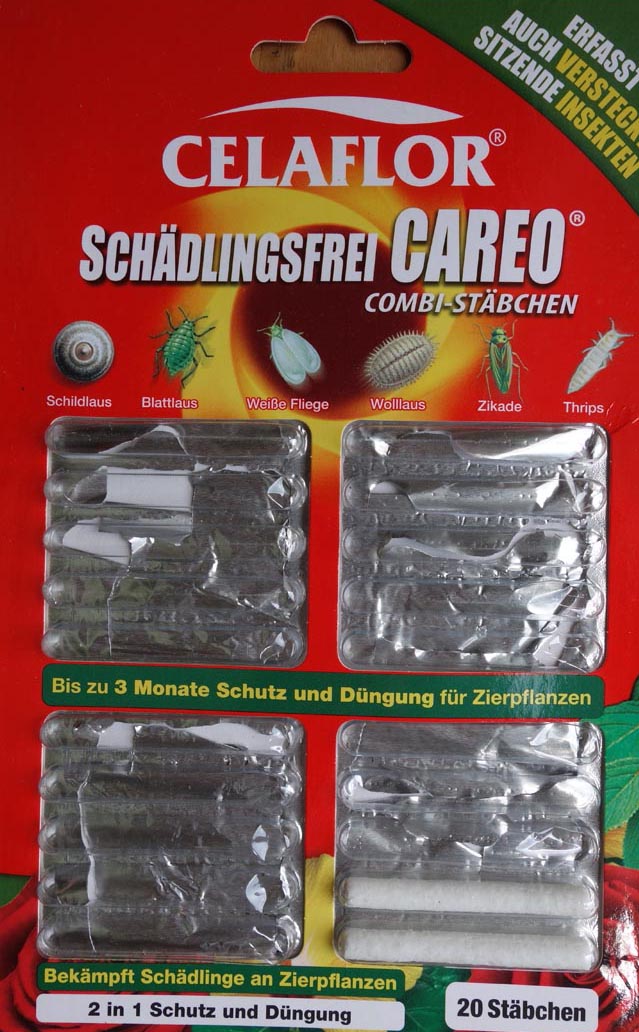 ERFASST
AUCH VERSTECKT
SITZENDE INSEKTEN
CELAFLOR®
SCHÄDLINGSFREI CAREO®
COMBI-STÄBCHEN
Schildlaus Blattlaus Weiße Fliege Wolllaus Zikade Thrips
Bis zu 3 Monate Schutz und Düngung für Zierpflanzen
Bekämpft Schädlinge an Zierpflanzen
2 in 1 Schutz und Düngung
20 Stäbchen